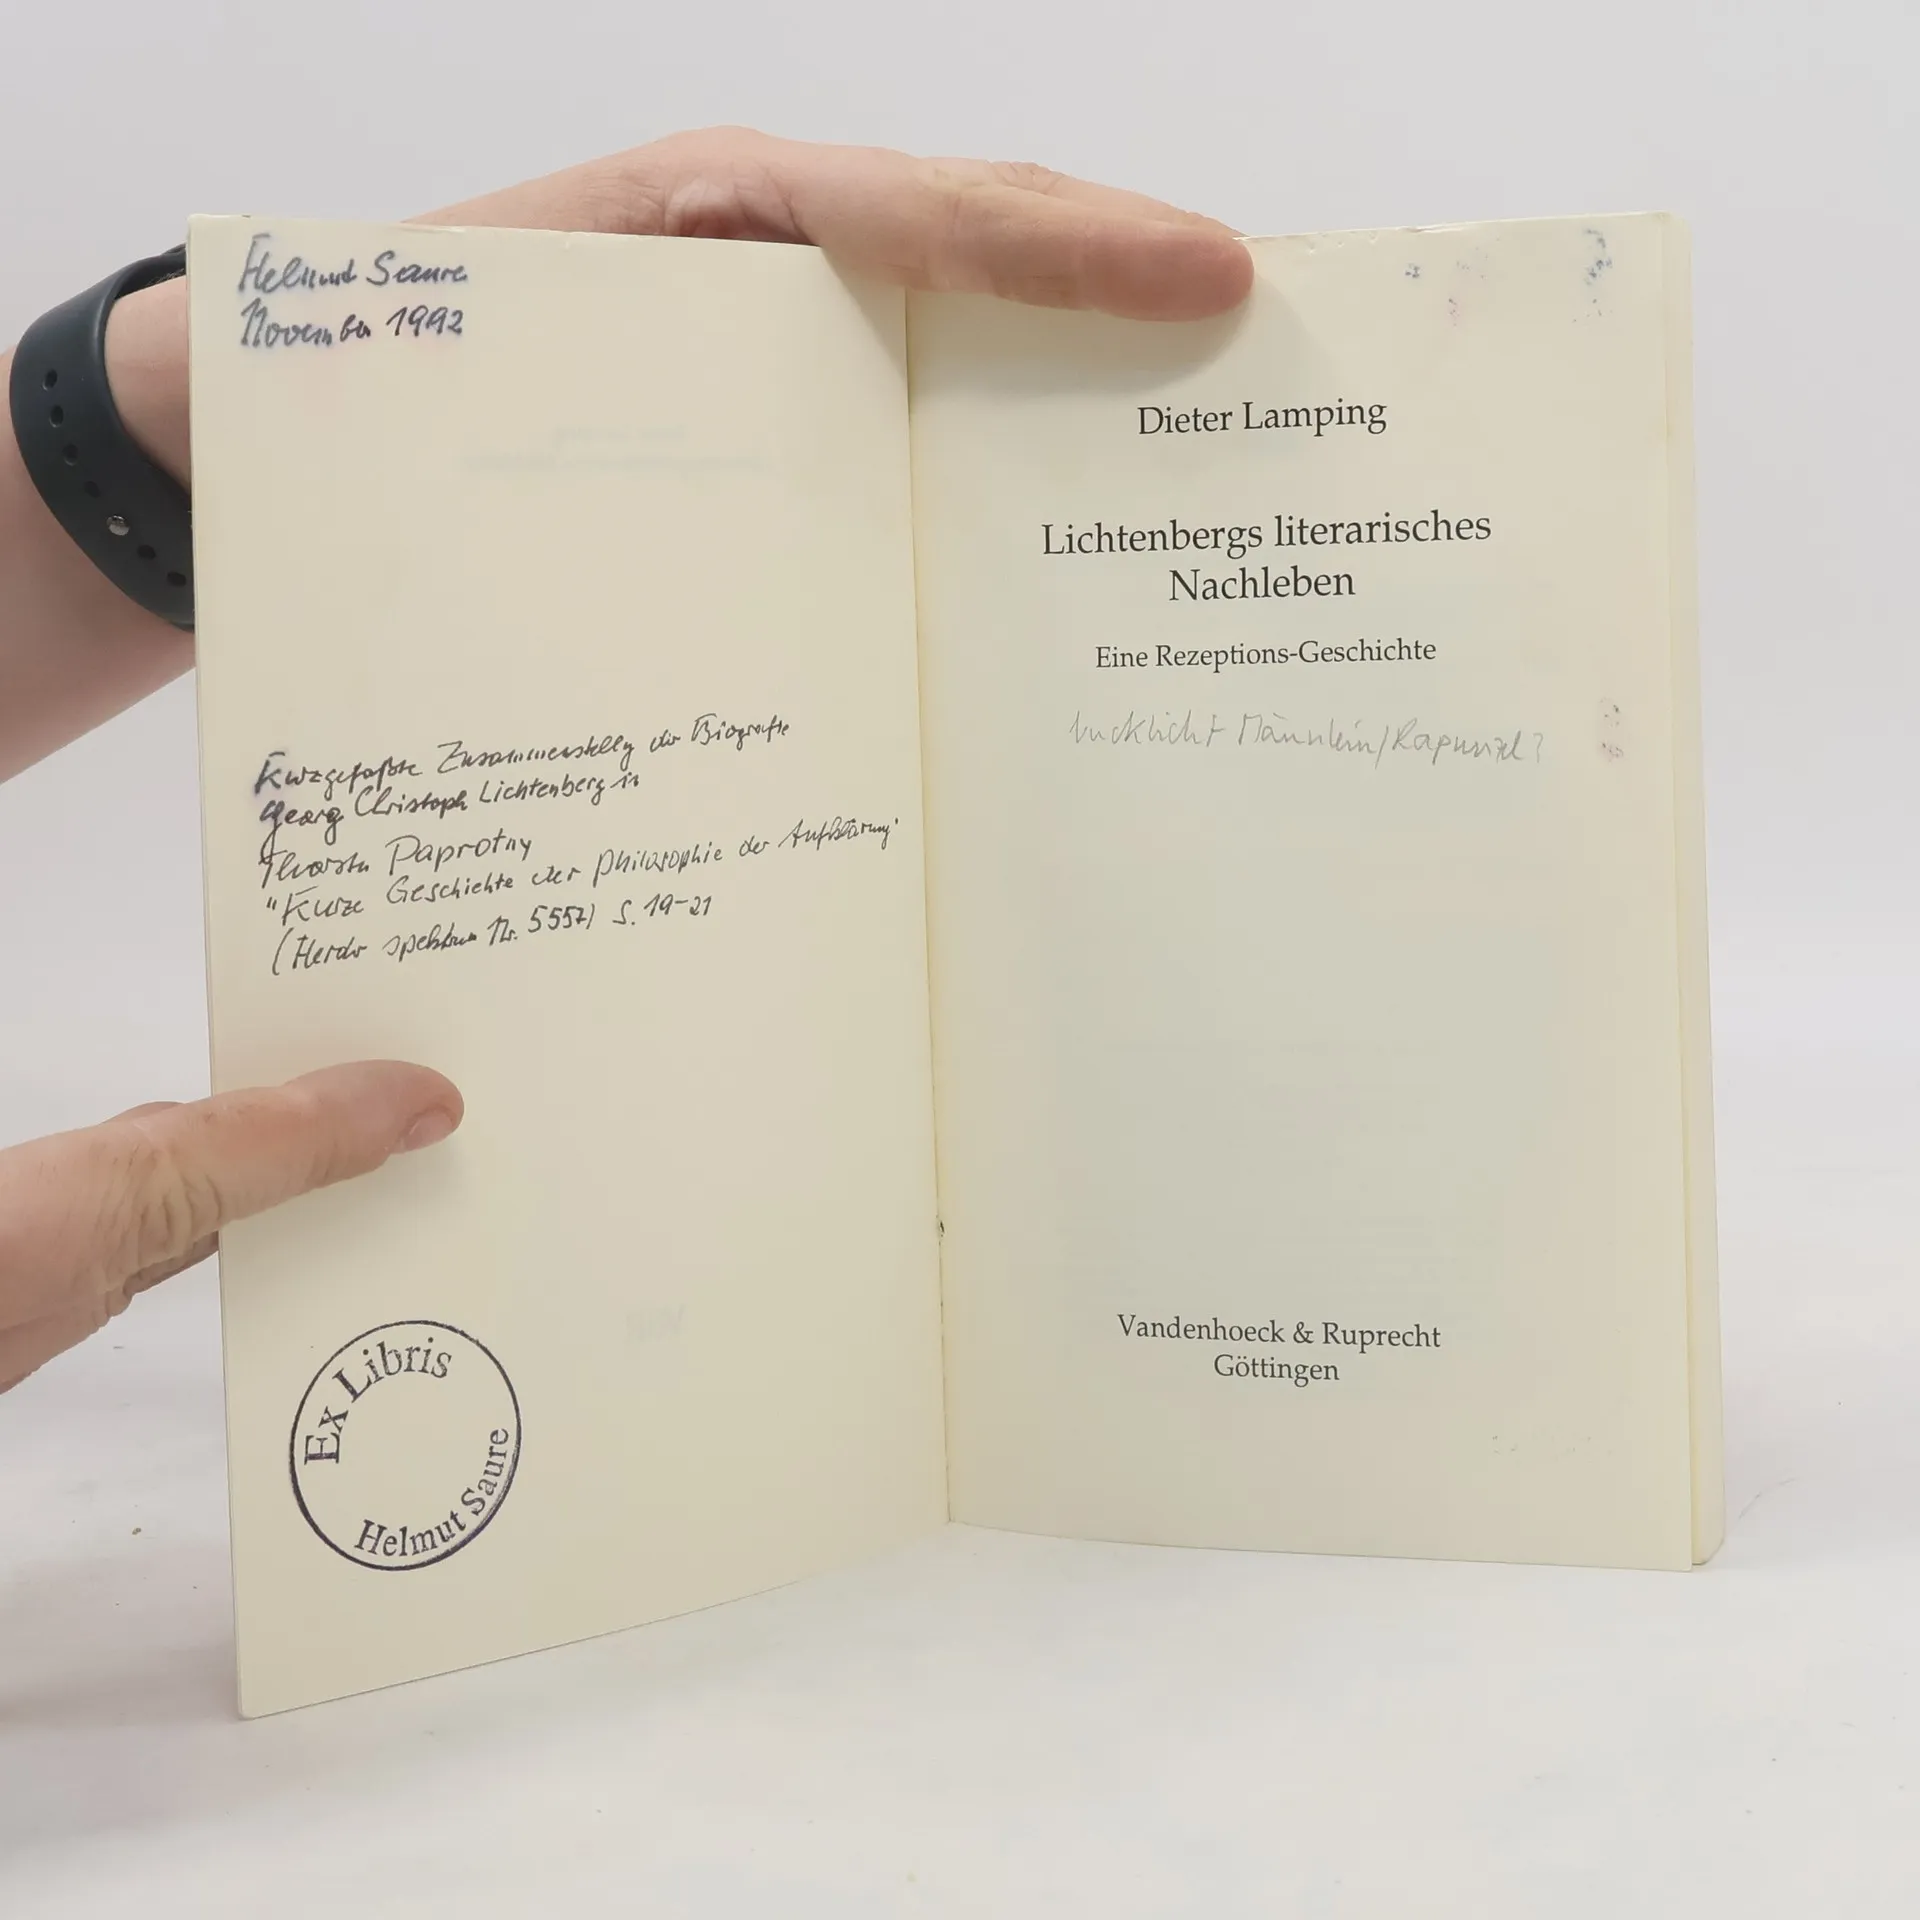 Helmut Saure
November 1992
Kurzgefaßte Zusammenstellg der Biografie
Georg Christoph Lichtenberg in
Thorsten Paprotny
"Kurze Geschichte der Philosophie der Aufklärung"
(Herder spektrum Nr. 5557) S. 19-21
Ex Libris
Helmut Saure
Dieter Lamping
Lichtenbergs literarisches
Nachleben
Eine Rezeptions-Geschichte
bucklicht Männlein/Rapunzel?
Vandenhoeck & Ruprecht
Göttingen